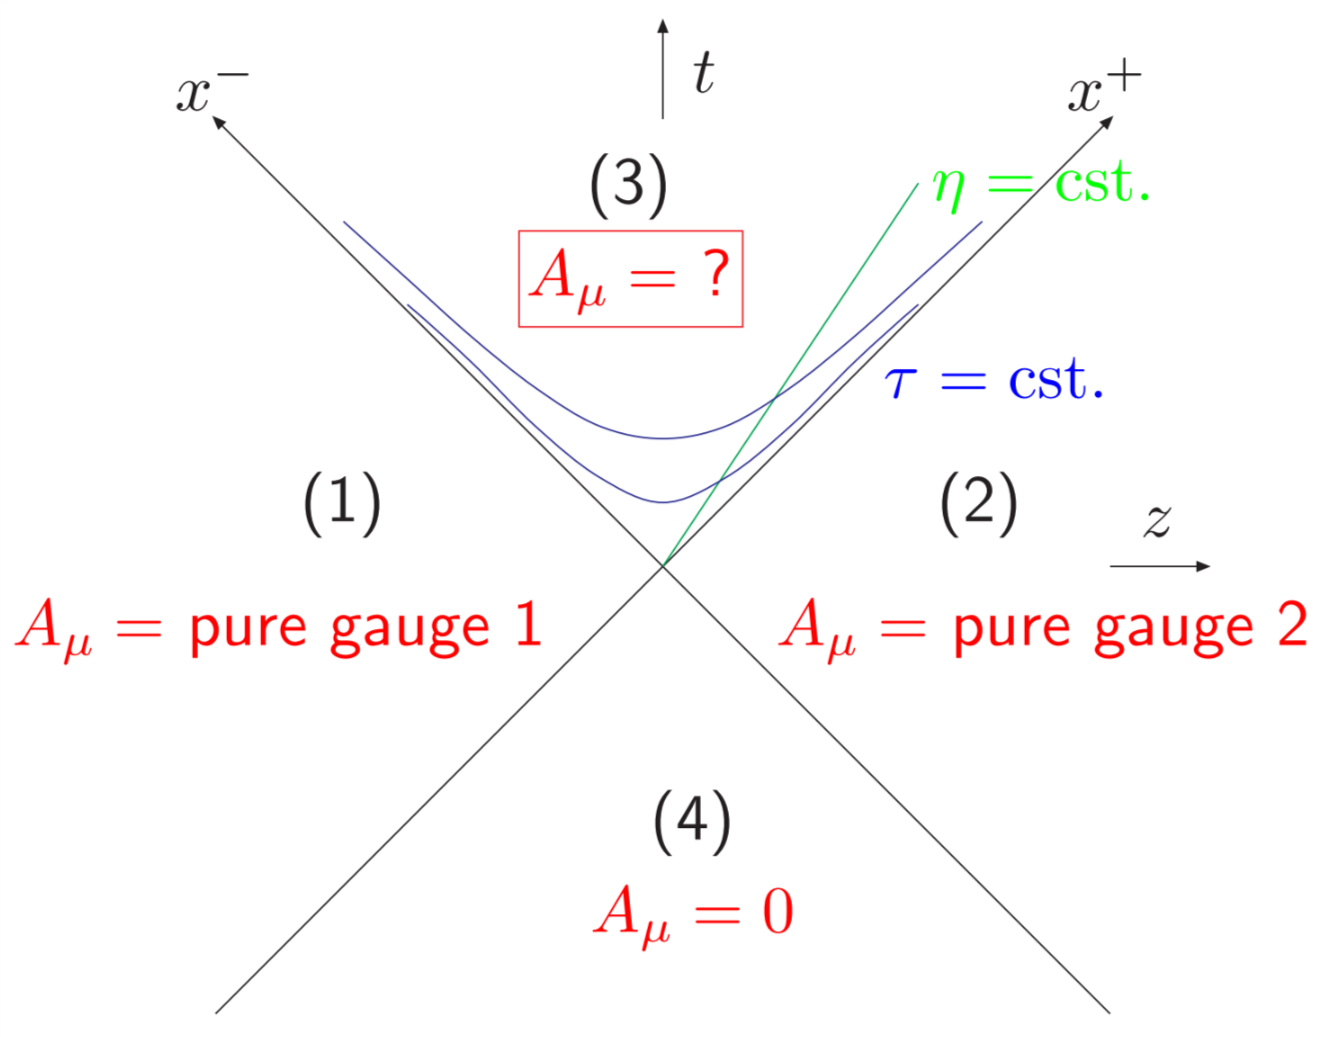 t
x⁻
x⁺
(3)
η = cst.
A_μ = ?
τ = cst.
(1)
(2)
z
A_μ = pure gauge 1
A_μ = pure gauge 2
(4)
A_μ = 0